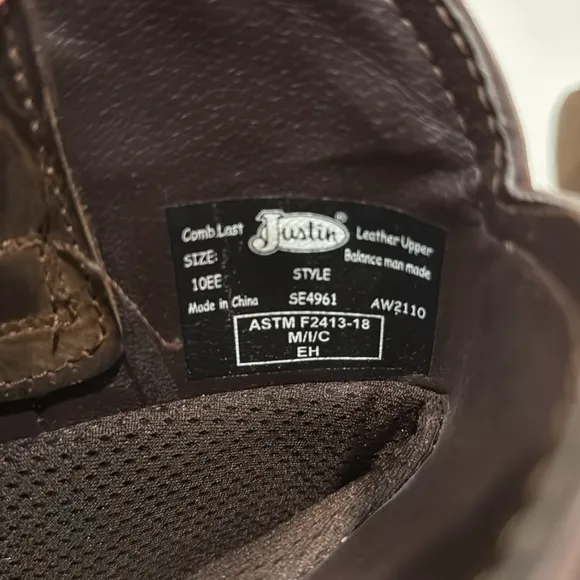 Comb.Last Justin® Leather Upper
SIZE: Balance man made
10EE STYLE
Made in China SE4961 AW2110
ASTM F2413-18
M/I/C
EH